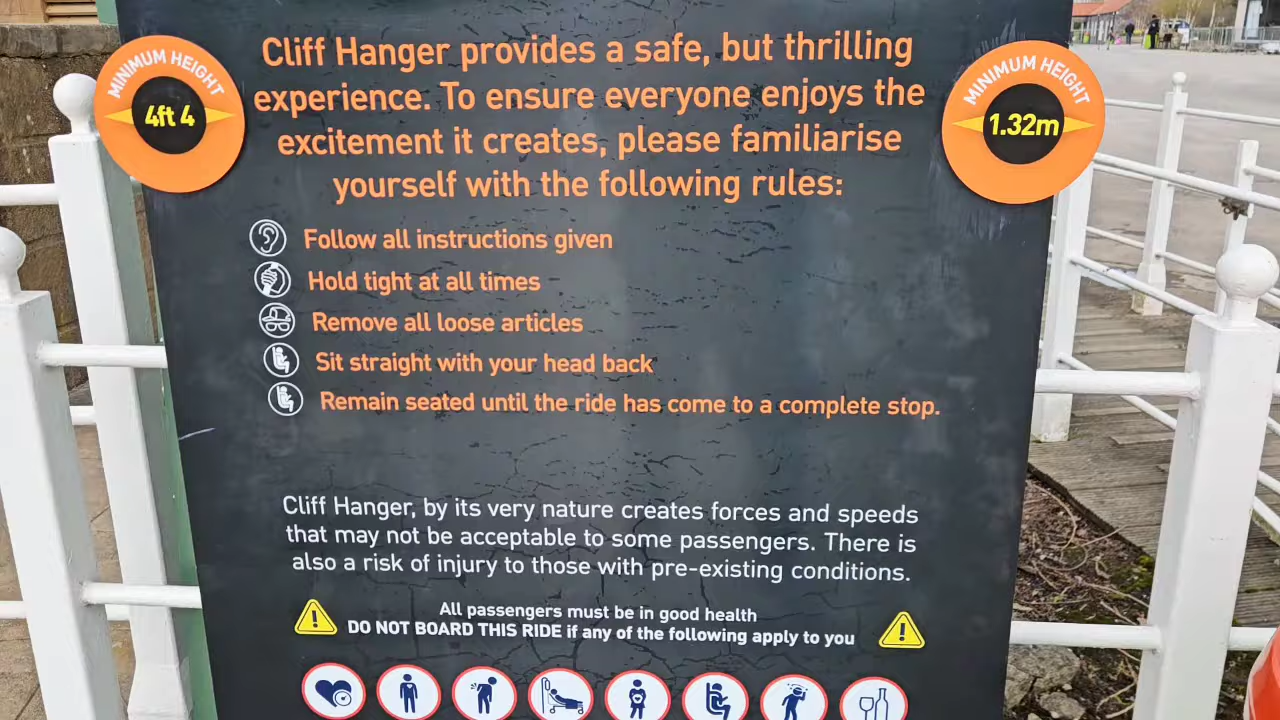 MINIMUM HEIGHT
4ft 4
MINIMUM HEIGHT
1.32m
Cliff Hanger provides a safe, but thrilling
experience. To ensure everyone enjoys the
excitement it creates, please familiarise
yourself with the following rules:
Follow all instructions given
Hold tight at all times
Remove all loose articles
Sit straight with your head back
Remain seated until the ride has come to a complete stop.
Cliff Hanger, by its very nature creates forces and speeds
that may not be acceptable to some passengers. There is
also a risk of injury to those with pre-existing conditions.
All passengers must be in good health
DO NOT BOARD THIS RIDE if any of the following apply to you